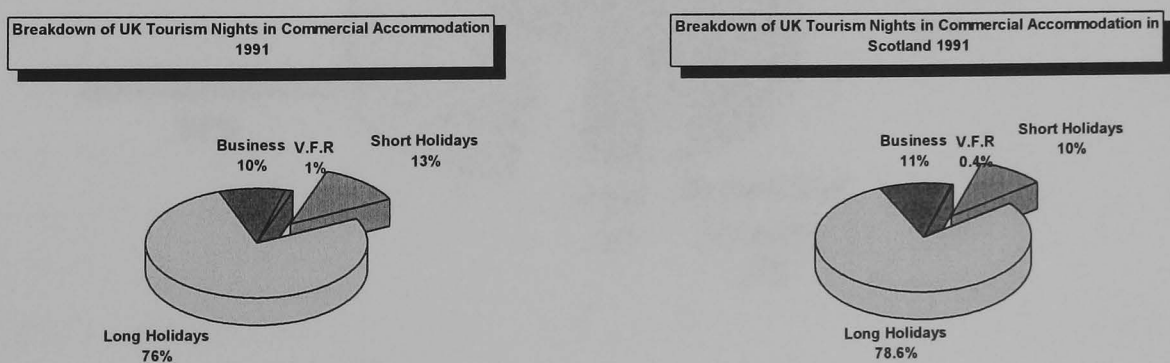 Breakdown of UK Tourism Nights in Commercial Accommodation
1991
Business
10%
V.F.R
1%
Short Holidays
13%
Long Holidays
76%
Breakdown of UK Tourism Nights in Commercial Accommodation in
Scotland 1991
Business
11%
V.F.R
0.4%
Short Holidays
10%
Long Holidays
78.6%